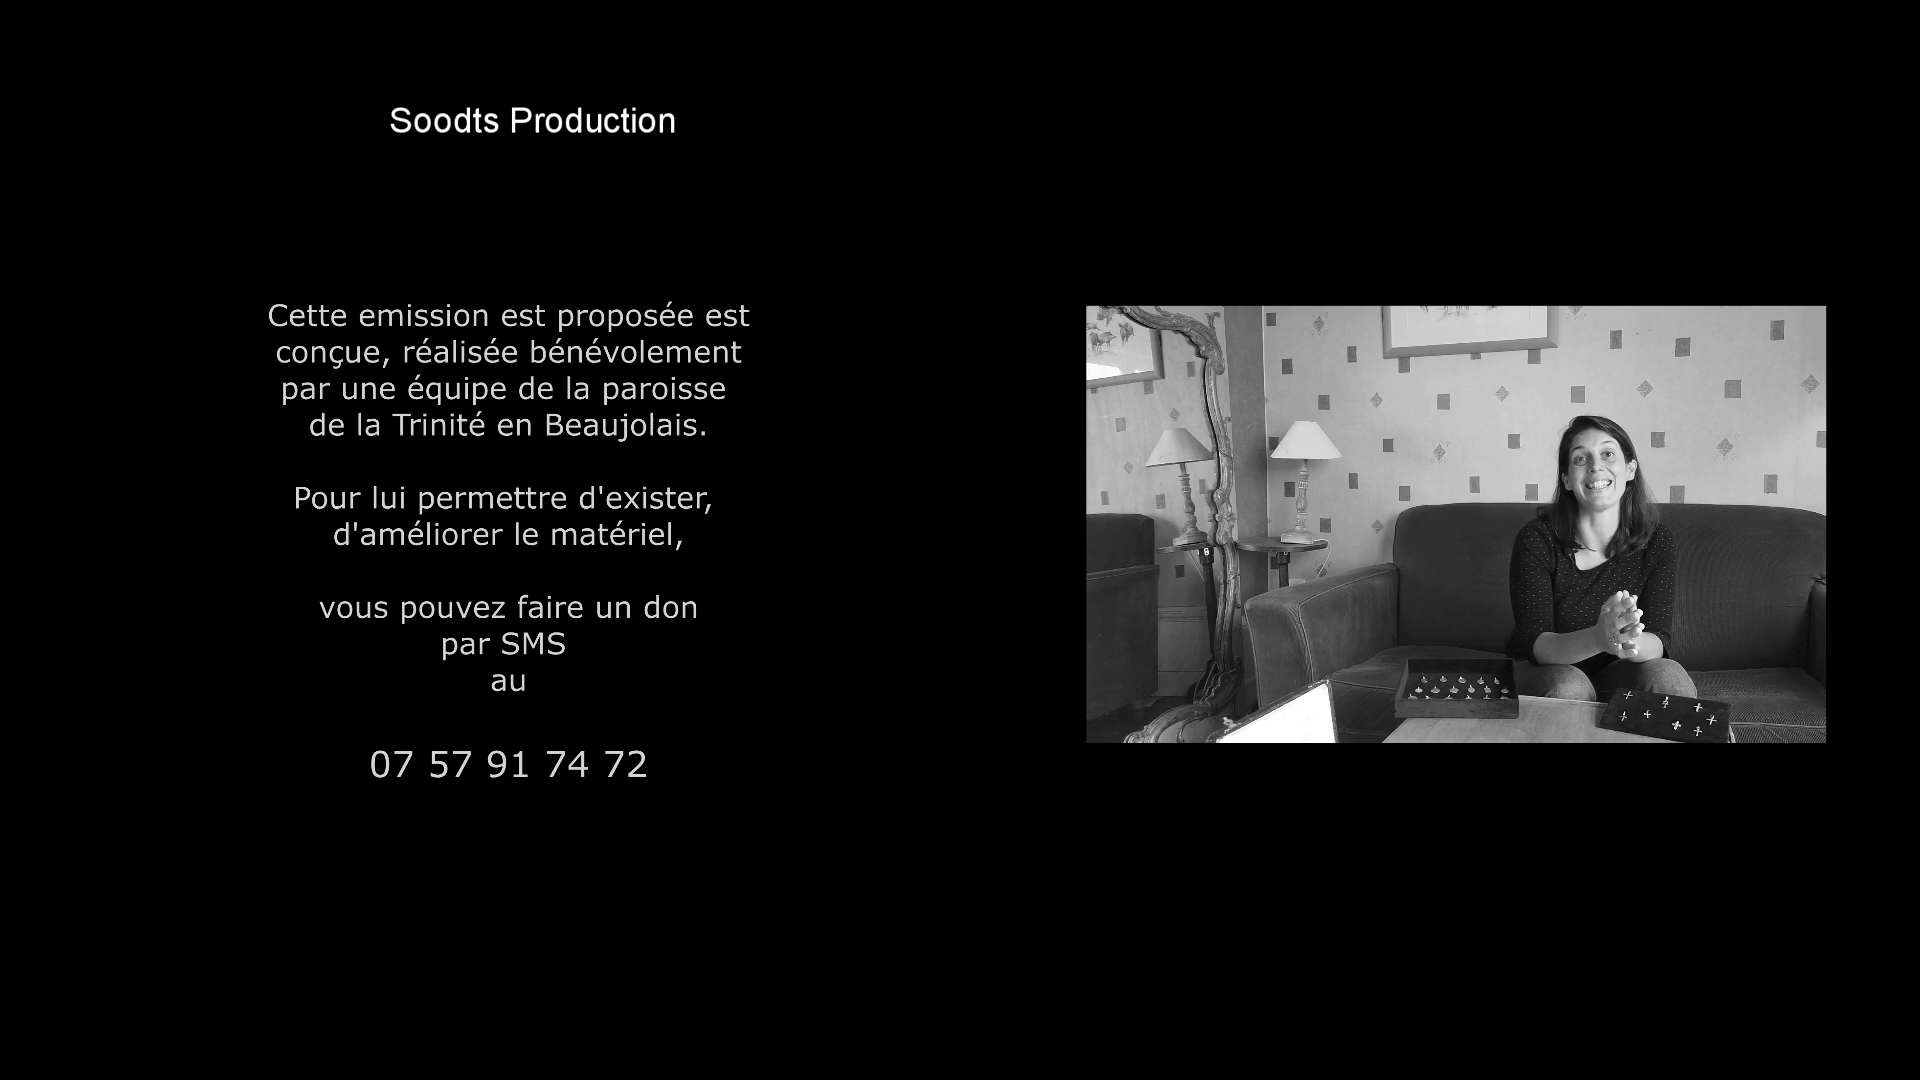 Soodts Production
Cette emission est proposée est
conçue, réalisée bénévolement
par une équipe de la paroisse
de la Trinité en Beaujolais.
Pour lui permettre d'exister,
d'améliorer le matériel,
vous pouvez faire un don
par SMS
au
07 57 91 74 72